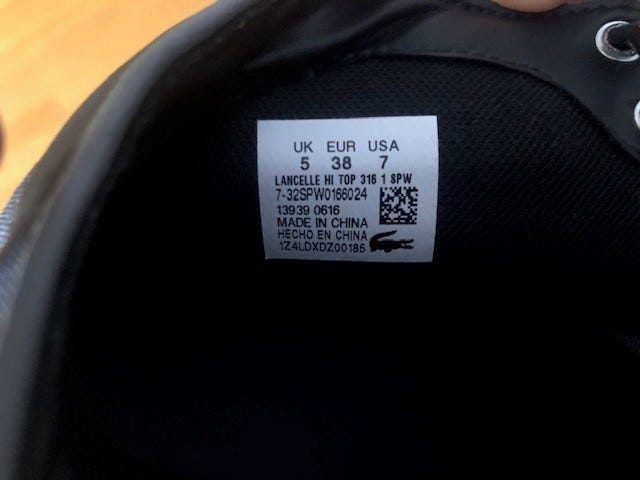 UK EUR USA
5 38 7
LANCELLE HI TOP 316 1 SPW
7-32SPW0166024
13939 0616
MADE IN CHINA
HECHO EN CHINA
1Z4LDXDZ00185